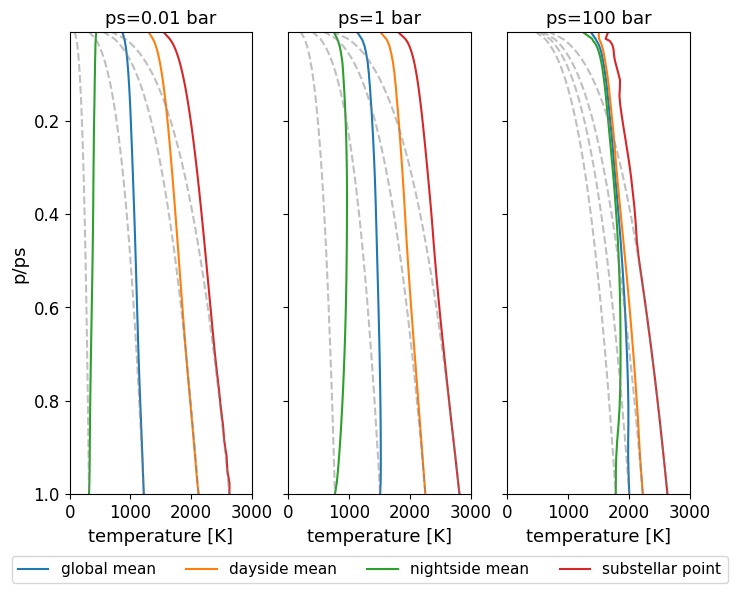 ps=0.01 bar ps=1 bar ps=100 bar
p/ps
0.2
0.4
0.6
0.8
1.0
0 1000 2000 3000 0 1000 2000 3000 0 1000 2000 3000
temperature [K] temperature [K] temperature [K]
global mean dayside mean nightside mean substellar point